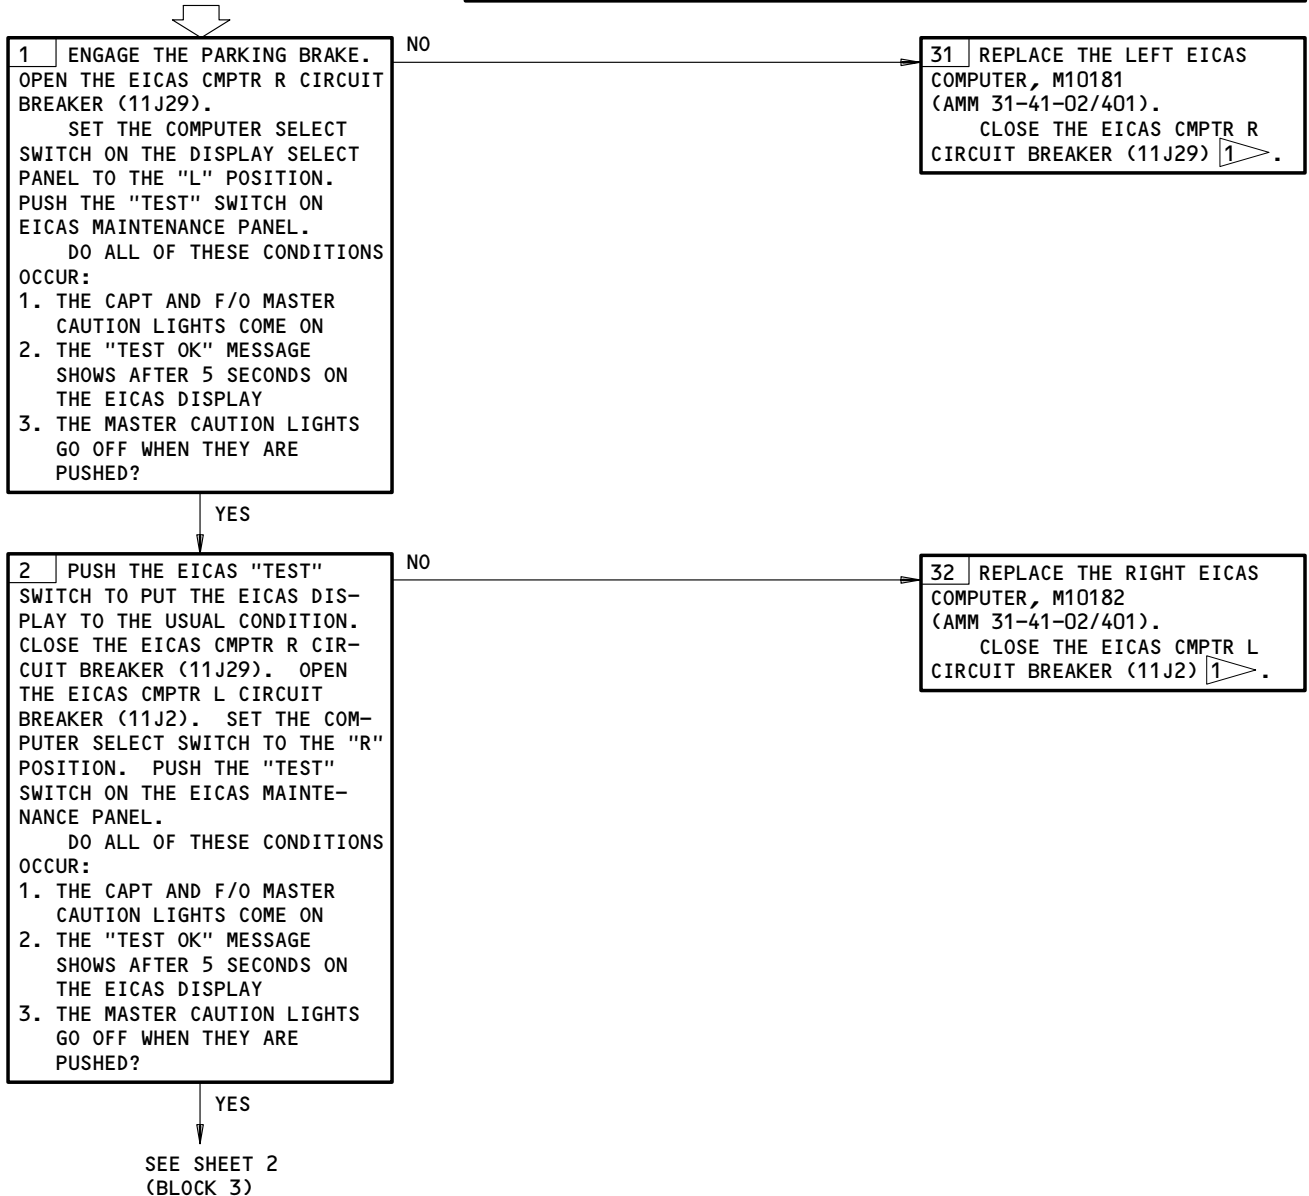 1 ENGAGE THE PARKING BRAKE.
OPEN THE EICAS CMPTR R CIRCUIT
BREAKER (11J29).
SET THE COMPUTER SELECT
SWITCH ON THE DISPLAY SELECT
PANEL TO THE "L" POSITION.
PUSH THE "TEST" SWITCH ON
EICAS MAINTENANCE PANEL.
DO ALL OF THESE CONDITIONS
OCCUR:
1. THE CAPT AND F/O MASTER
CAUTION LIGHTS COME ON
2. THE "TEST OK" MESSAGE
SHOWS AFTER 5 SECONDS ON
THE EICAS DISPLAY
3. THE MASTER CAUTION LIGHTS
GO OFF WHEN THEY ARE
PUSHED?
NO
31 REPLACE THE LEFT EICAS
COMPUTER, M10181
(AMM 31-41-02/401).
CLOSE THE EICAS CMPTR R
CIRCUIT BREAKER (11J29) 1 .
YES
2 PUSH THE EICAS "TEST"
SWITCH TO PUT THE EICAS DIS-
PLAY TO THE USUAL CONDITION.
CLOSE THE EICAS CMPTR R CIR-
CUIT BREAKER (11J29). OPEN
THE EICAS CMPTR L CIRCUIT
BREAKER (11J2). SET THE COM-
PUTER SELECT SWITCH TO THE "R"
POSITION. PUSH THE "TEST"
SWITCH ON THE EICAS MAINTE-
NANCE PANEL.
DO ALL OF THESE CONDITIONS
OCCUR:
1. THE CAPT AND F/O MASTER
CAUTION LIGHTS COME ON
2. THE "TEST OK" MESSAGE
SHOWS AFTER 5 SECONDS ON
THE EICAS DISPLAY
3. THE MASTER CAUTION LIGHTS
GO OFF WHEN THEY ARE
PUSHED?
NO
32 REPLACE THE RIGHT EICAS
COMPUTER, M10182
(AMM 31-41-02/401).
CLOSE THE EICAS CMPTR L
CIRCUIT BREAKER (11J2) 1 .
YES
SEE SHEET 2
(BLOCK 3)